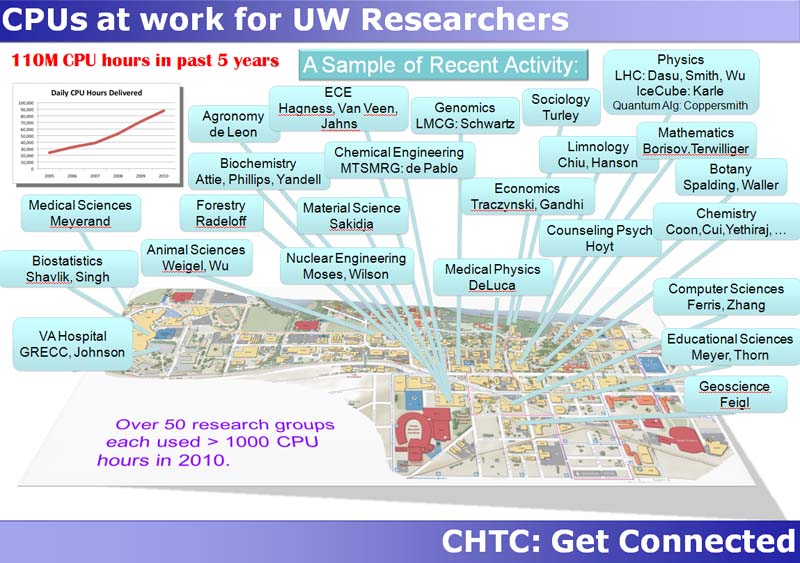 CPUs at work for UW Researchers
110M CPU hours in past 5 years
A Sample of Recent Activity:
Daily CPU Hours Delivered
100,000
90,000
80,000
70,000
60,000
50,000
40,000
30,000
20,000
10,000
0
2005 2006 2007 2008 2009 2010
Agronomy
de Leon
ECE
Hagness, Van Veen,
Jahns
Genomics
LMCG: Schwartz
Sociology
Turley
Physics
LHC: Dasu, Smith, Wu
IceCube: Karle
Quantum Alg: Coppersmith
Biochemistry
Attie, Phillips, Yandell
Chemical Engineering
MTSMRG: de Pablo
Limnology
Chiu, Hanson
Mathematics
Borisov.Terwilliger
Botany
Spalding, Waller
Medical Sciences
Meyerand
Forestry
Radeloff
Material Science
Sakidja
Economics
Traczynski, Gandhi
Counseling Psych
Hoyt
Chemistry
Coon,Cui,Yethiraj, ...
Biostatistics
Shavlik, Singh
Animal Sciences
Weigel, Wu
Nuclear Engineering
Moses, Wilson
Medical Physics
DeLuca
Computer Sciences
Ferris, Zhang
VA Hospital
GRECC, Johnson
Educational Sciences
Meyer, Thorn
Geoscience
Feigl
Over 50 research groups
each used > 1000 CPU
hours in 2010.
CHTC: Get Connected